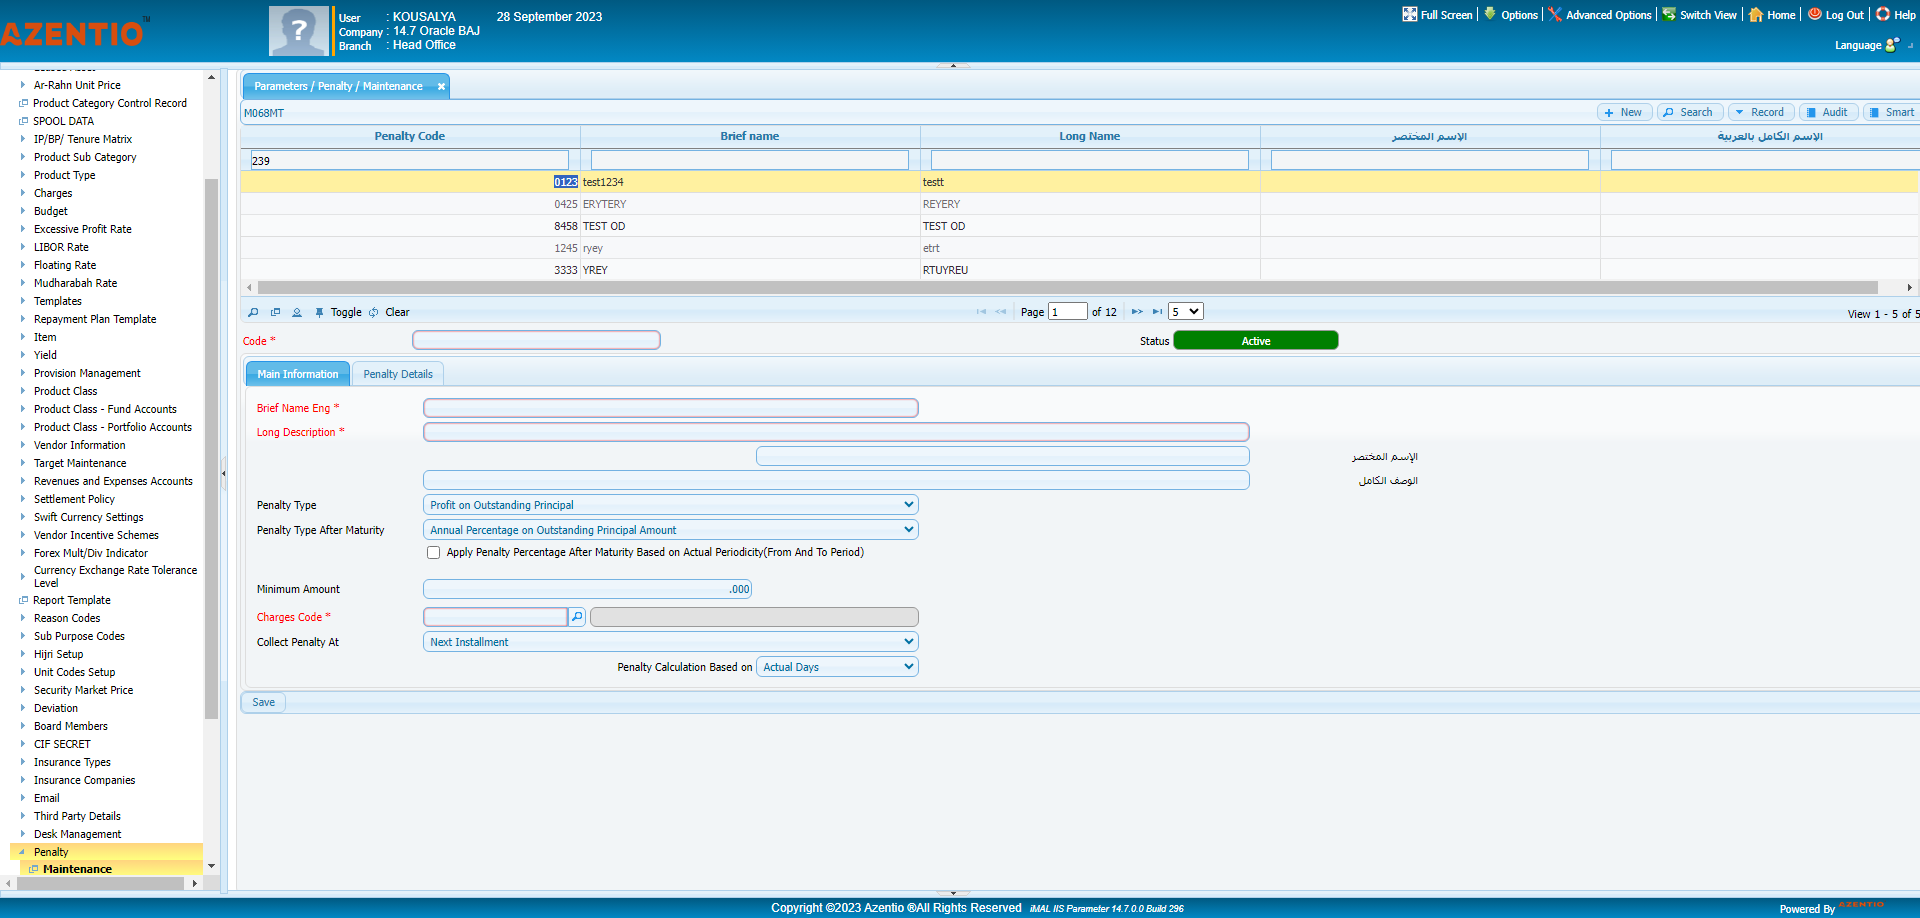 AZENTIO™
User : KOUSALYA 28 September 2023
Company : 14.7 Oracle BAJ
Branch : Head Office
Full Screen Options Advanced Options Switch View Home Log Out Help
Language
Ar-Rahn Unit Price
Product Category Control Record
SPOOL DATA
IP/BP/ Tenure Matrix
Product Sub Category
Product Type
Charges
Budget
Excessive Profit Rate
LIBOR Rate
Floating Rate
Mudharabah Rate
Templates
Repayment Plan Template
Item
Yield
Provision Management
Product Class
Product Class - Fund Accounts
Product Class - Portfolio Accounts
Vendor Information
Target Maintenance
Revenues and Expenses Accounts
Settlement Policy
Swift Currency Settings
Vendor Incentive Schemes
Forex Mult/Div Indicator
Currency Exchange Rate Tolerance
Level
Report Template
Reason Codes
Sub Purpose Codes
Hijri Setup
Unit Codes Setup
Security Market Price
Deviation
Board Members
CIF SECRET
Insurance Types
Insurance Companies
Email
Third Party Details
Desk Management
Penalty
Maintenance
Parameters / Penalty / Maintenance
M068MT
New Search Record Audit Smart
Penalty Code Brief name Long Name الإسم المختصر الإسم الكامل بالعربية
239
0123 test1234 testt
0425 ERYTERY REYERY
8458 TEST OD TEST OD
1245 ryey etrt
3333 YREY RTUYREU
Toggle Clear
Page 1 of 12 5
View 1 - 5 of 5
Code *
Status Active
Main Information Penalty Details
Brief Name Eng *
Long Description *
الإسم المختصر
الوصف الكامل
Penalty Type Profit on Outstanding Principal
Penalty Type After Maturity Annual Percentage on Outstanding Principal Amount
Apply Penalty Percentage After Maturity Based on Actual Periodicity(From And To Period)
Minimum Amount .000
Charges Code *
Collect Penalty At Next Installment
Penalty Calculation Based on Actual Days
Save
Copyright ©2023 Azentio ®All Rights Reserved iMAL IIS Parameter 14.7.0.0 Build 296
Powered By AZENTIO